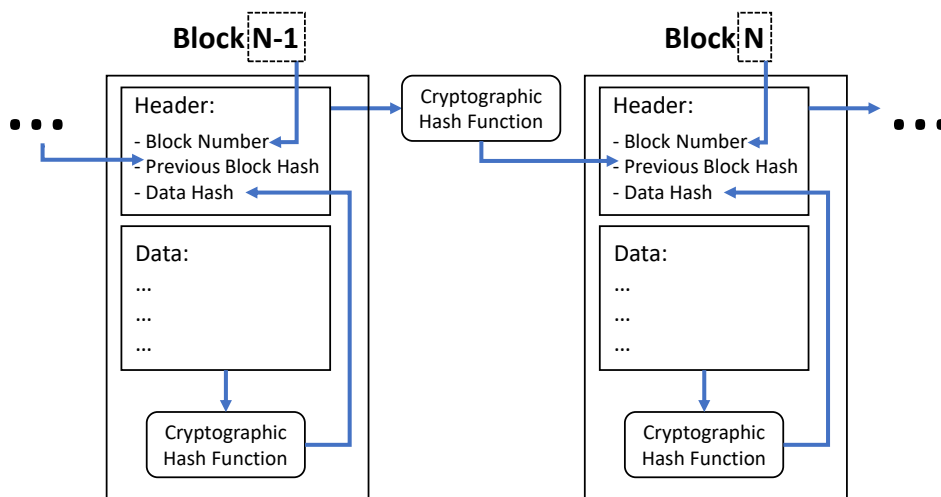 Block N-1
Header:
- Block Number
- Previous Block Hash
- Data Hash
Data:
...
...
...
Cryptographic
Hash Function
...
Cryptographic
Hash Function
Block N
Header:
- Block Number
- Previous Block Hash
- Data Hash
Data:
...
...
...
Cryptographic
Hash Function
...